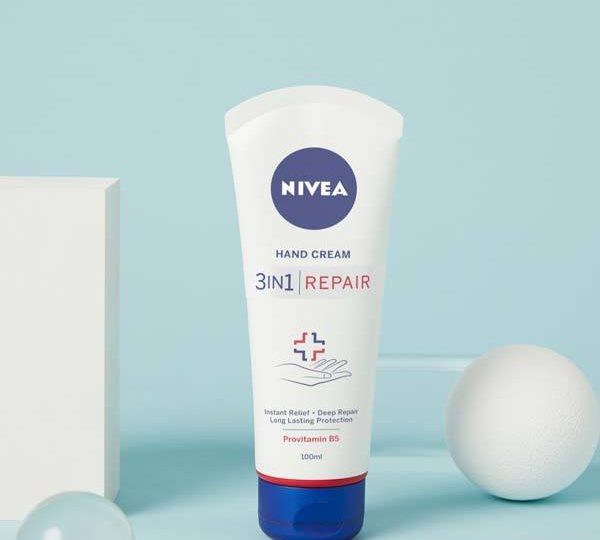 NIVEA
HAND CREAM
3IN1 | REPAIR
Instant Relief • Deep Repair
Long Lasting Protection
Provitamin B5
100ml